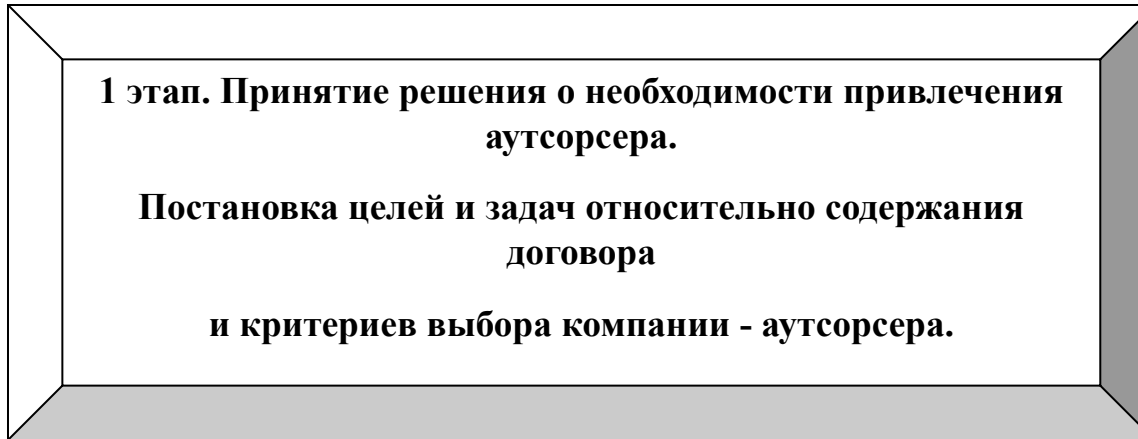 1 этап. Принятие решения о необходимости привлечения
аутсорсера.
Постановка целей и задач относительно содержания
договора
и критериев выбора компании - аутсорсера.